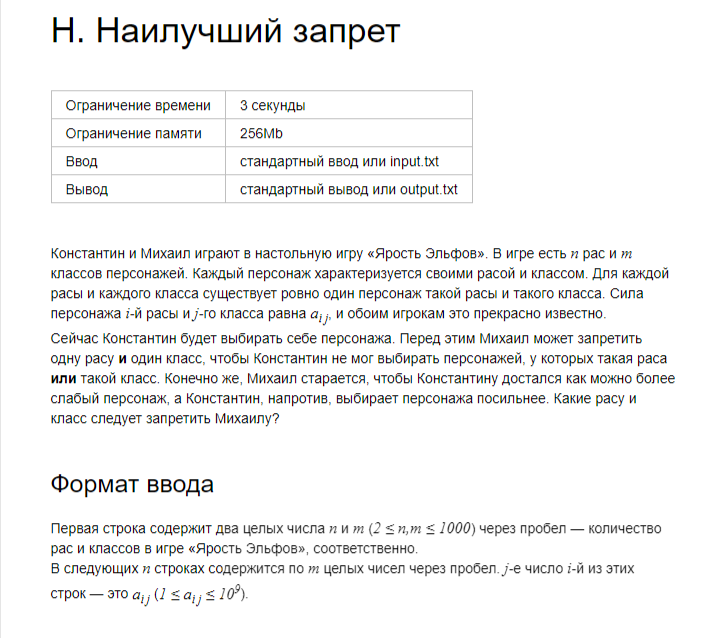 Н. Наилучший запрет
Ограничение времени 3 секунды
Ограничение памяти 256Mb
Ввод стандартный ввод или input.txt
Вывод стандартный вывод или output.txt
Константин и Михаил играют в настольную игру «Ярость Эльфов». В игре есть n рас и m
классов персонажей. Каждый персонаж характеризуется своими расой и классом. Для каждой
расы и каждого класса существует ровно один персонаж такой расы и такого класса. Сила
персонажа i-й расы и j-го класса равна a_{i j}, и обоим игрокам это прекрасно известно.
Сейчас Константин будет выбирать себе персонажа. Перед этим Михаил может запретить
одну расу и один класс, чтобы Константин не мог выбирать персонажей, у которых такая раса
или такой класс. Конечно же, Михаил старается, чтобы Константину достался как можно более
слабый персонаж, а Константин, напротив, выбирает персонажа посильнее. Какие расу и
класс следует запретить Михаилу?
Формат ввода
Первая строка содержит два целых числа n и m (2 ≤ n,m ≤ 1000) через пробел — количество
рас и классов в игре «Ярость Эльфов», соответственно.
В следующих n строках содержится по m целых чисел через пробел. j-е число i-й из этих
строк — это a_{i j} (1 ≤ a_{i j} ≤ 10^9).